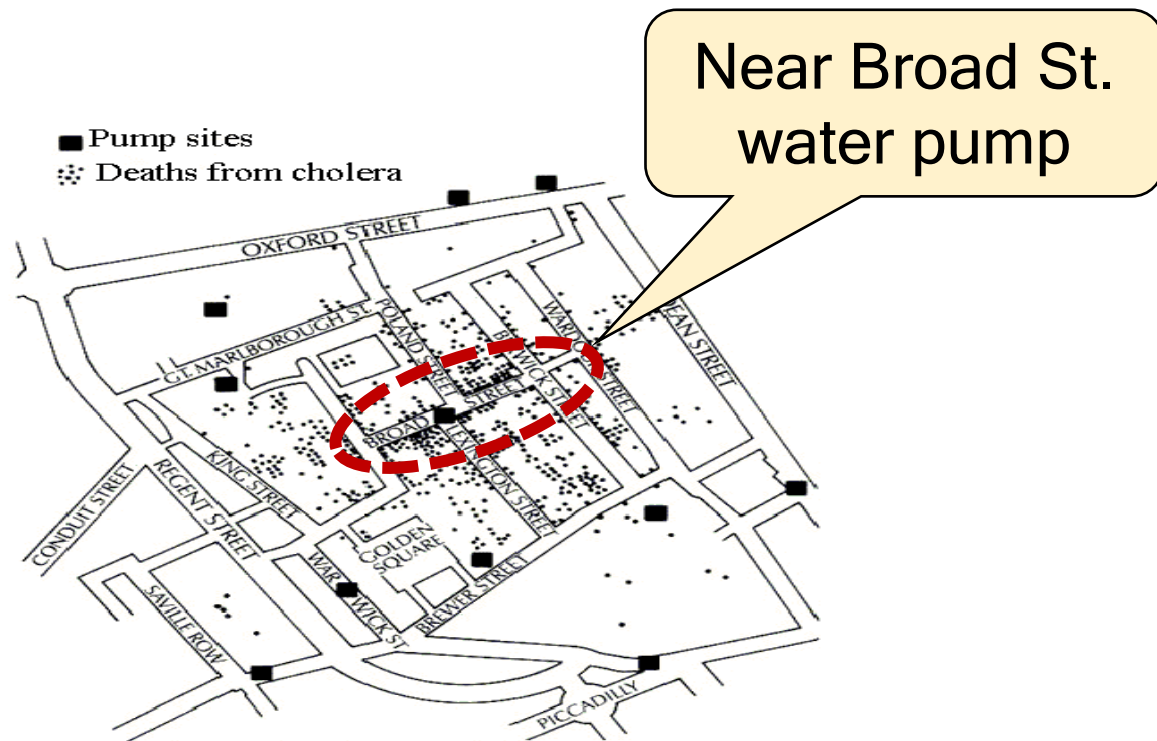 Near Broad St.
water pump
Pump sites
Deaths from cholera
OXFORD STREET
POLAND STREET
GT. MARLBOROUGH ST.
WARDOUR STREET
DEAN STREET
BERWICK STREET
BROAD STREET
LEXINGTON STREET
KING STREET
REGENT STREET
CONDUIT STREET
GOLDEN
SQUARE
WARWICK ST.
BREWER STREET
SAVILLE ROW
PICCADILLY